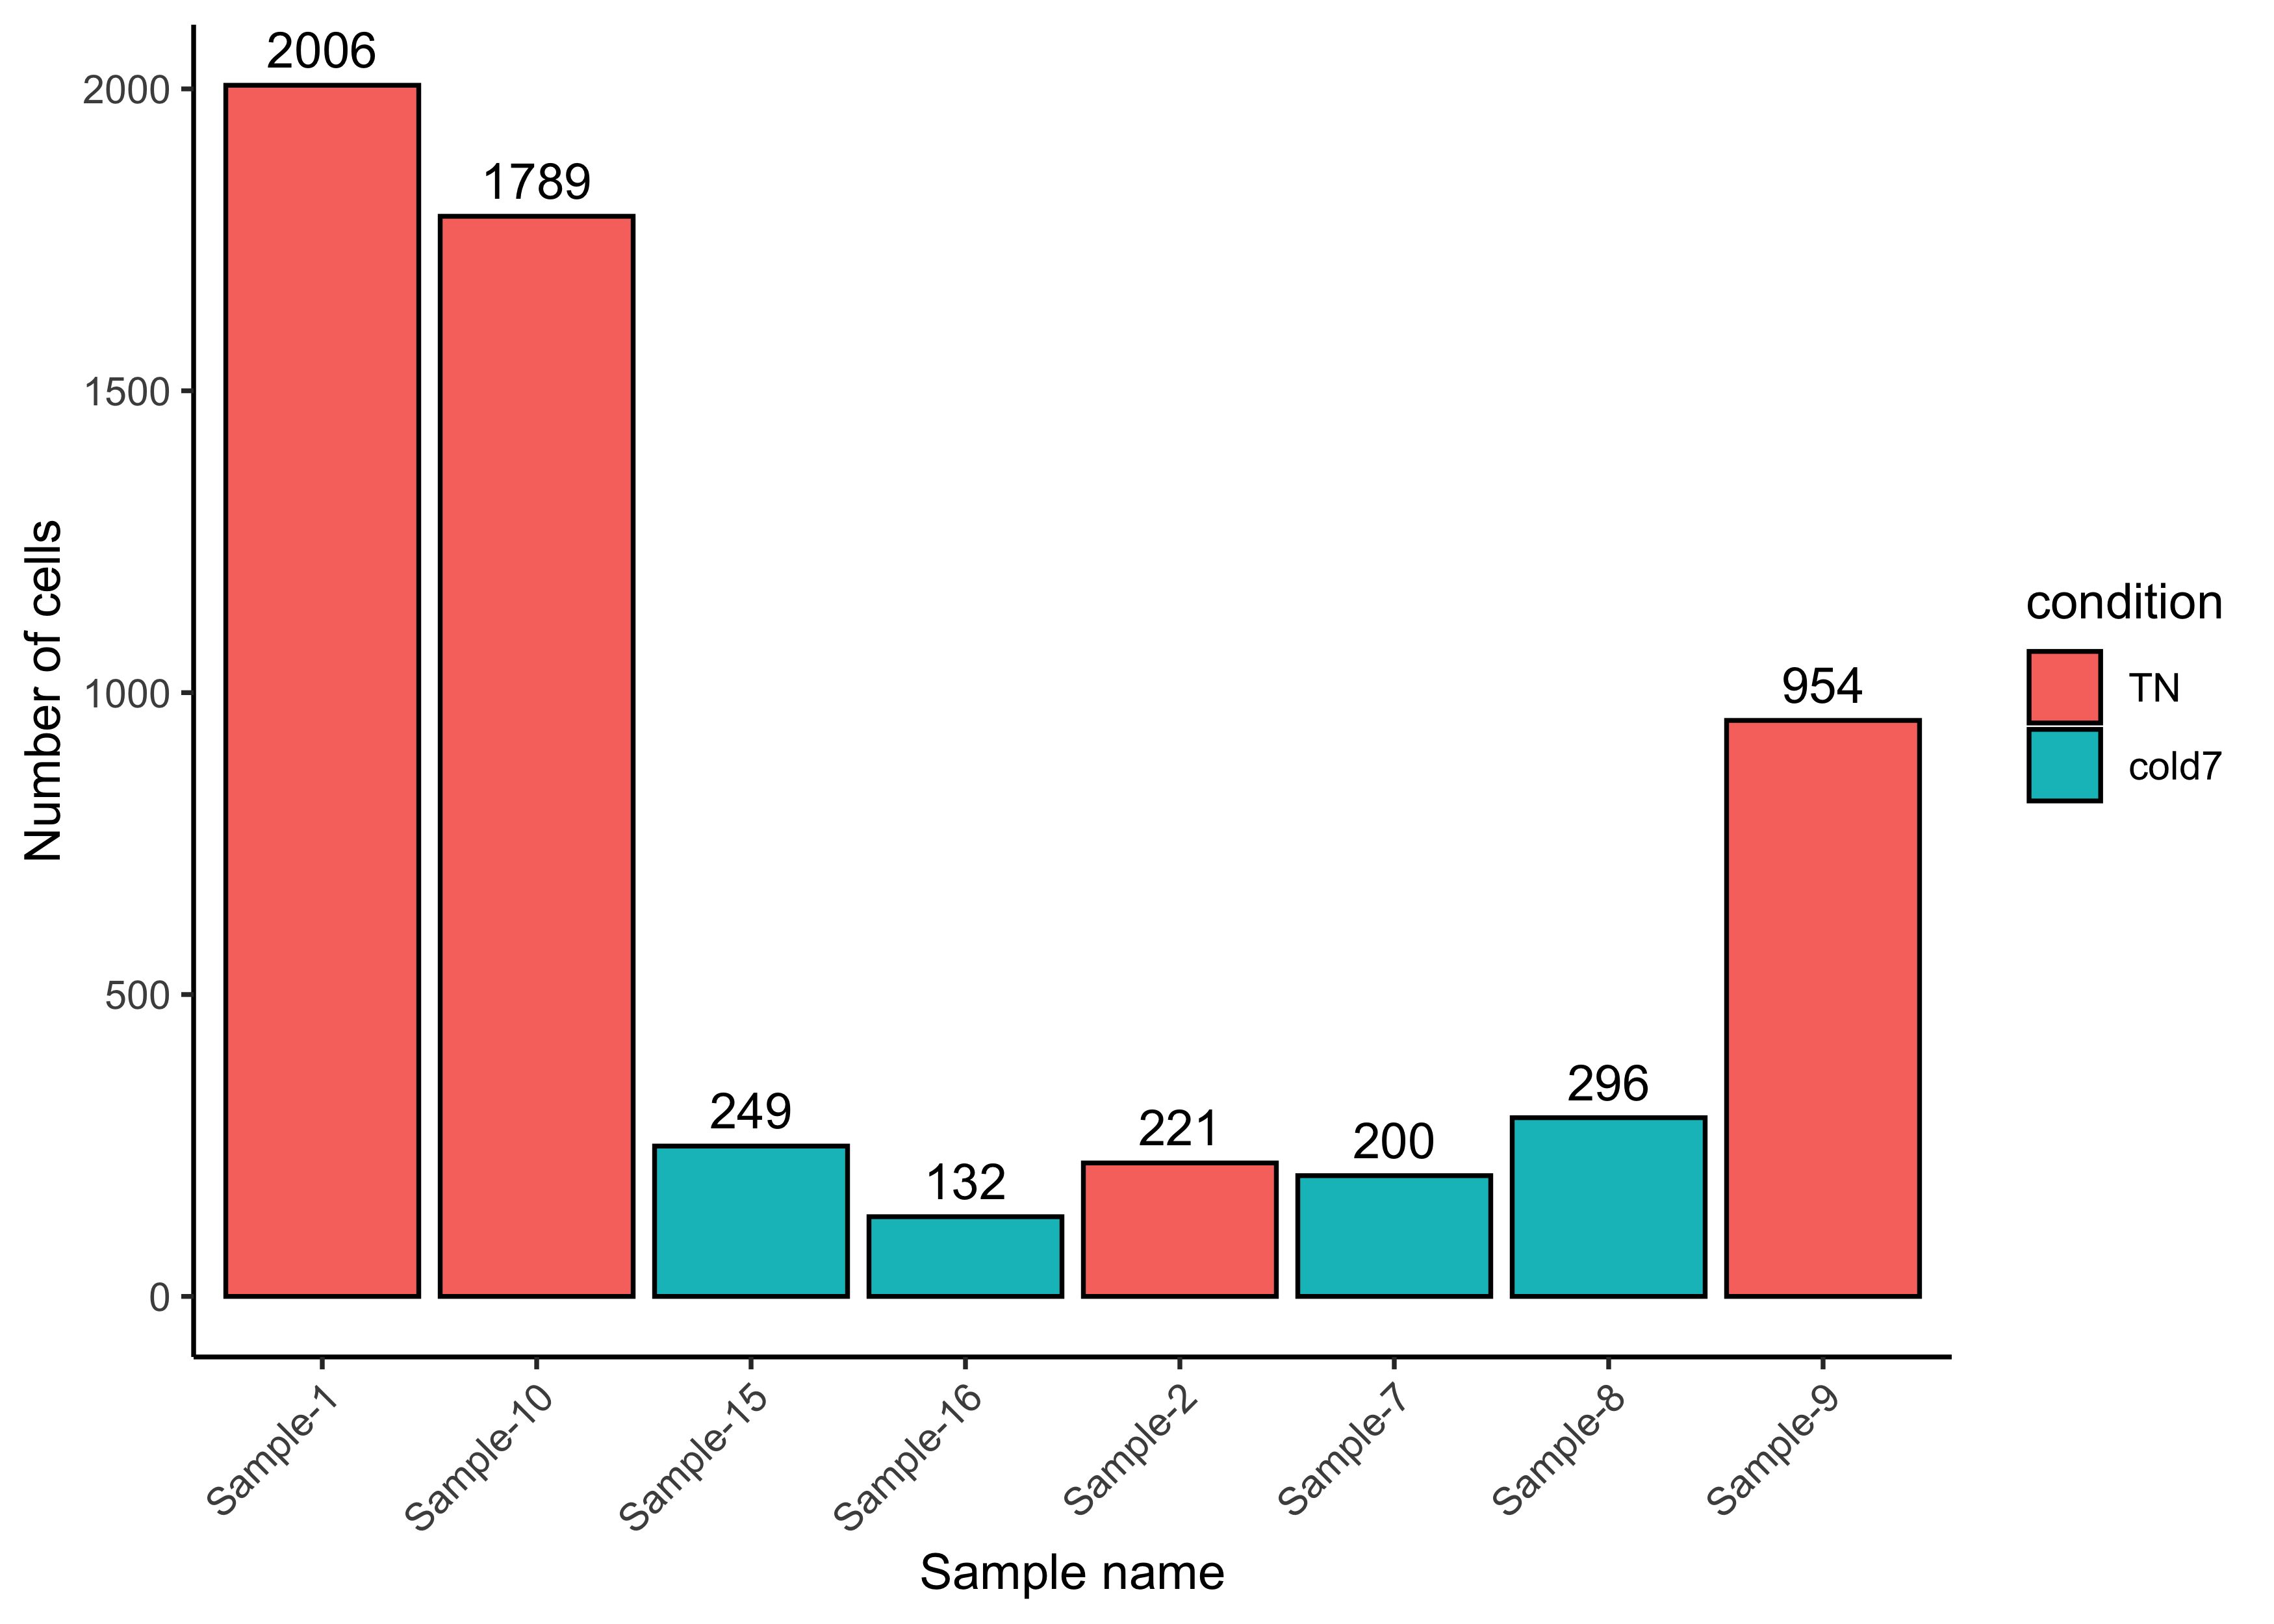 2006
1789
249
132
221
200
296
954
2000
1500
1000
500
0
Number of cells
Sample-1
Sample-10
Sample-15
Sample-16
Sample-2
Sample-7
Sample-8
Sample-9
Sample name
condition
TN
cold7